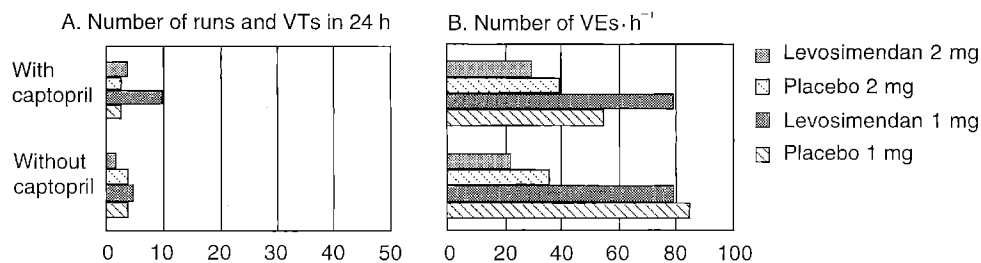 A. Number of runs and VTs in 24 h
With
captopril
Without
captopril
0 10 20 30 40 50
B. Number of VEs·h⁻¹
0 20 40 60 80 100
Levosimendan 2 mg
Placebo 2 mg
Levosimendan 1 mg
Placebo 1 mg